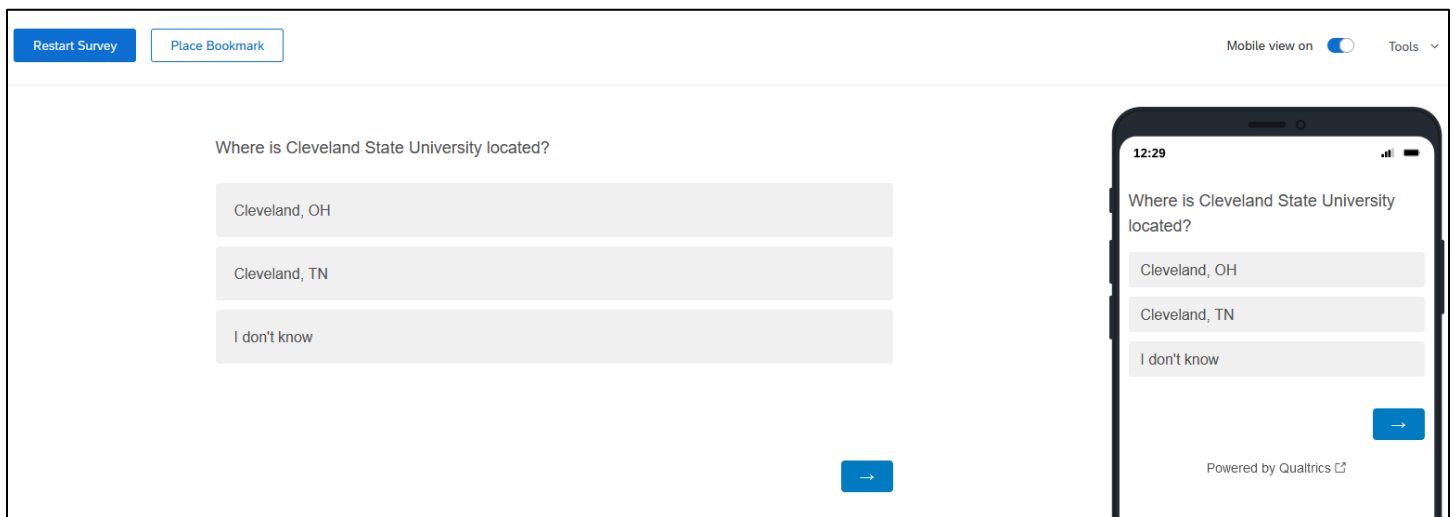 Restart Survey
Place Bookmark
Mobile view on
Tools
Where is Cleveland State University located?
Cleveland, OH
Cleveland, TN
I don't know
→
12:29
Where is Cleveland State University
located?
Cleveland, OH
Cleveland, TN
I don't know
→
Powered by Qualtrics